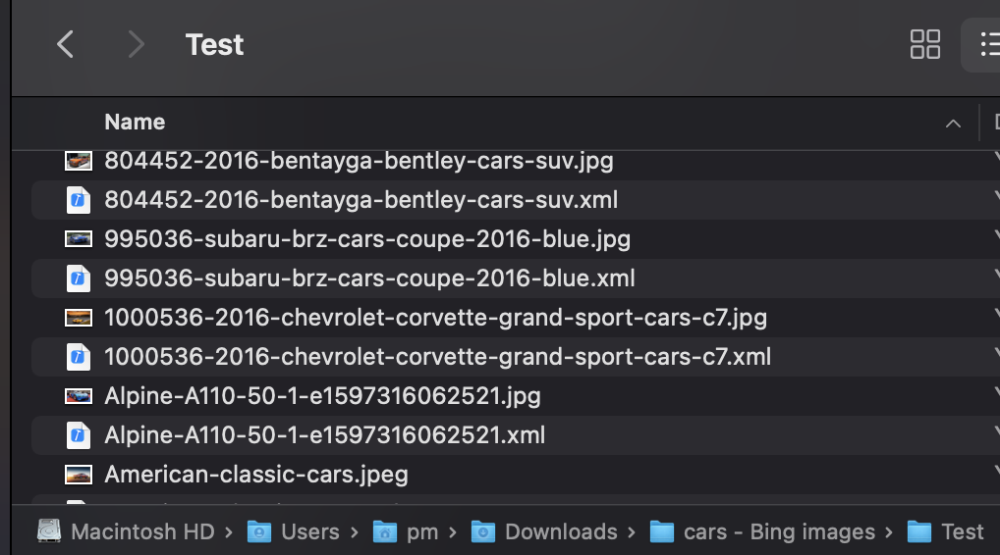 Test
Name
804452-2016-bentayga-bentley-cars-suv.jpg
804452-2016-bentayga-bentley-cars-suv.xml
995036-subaru-brz-cars-coupe-2016-blue.jpg
995036-subaru-brz-cars-coupe-2016-blue.xml
1000536-2016-chevrolet-corvette-grand-sport-cars-c7.jpg
1000536-2016-chevrolet-corvette-grand-sport-cars-c7.xml
Alpine-A110-50-1-e1597316062521.jpg
Alpine-A110-50-1-e1597316062521.xml
American-classic-cars.jpeg
Macintosh HD › Users › pm › Downloads › cars - Bing images › Test